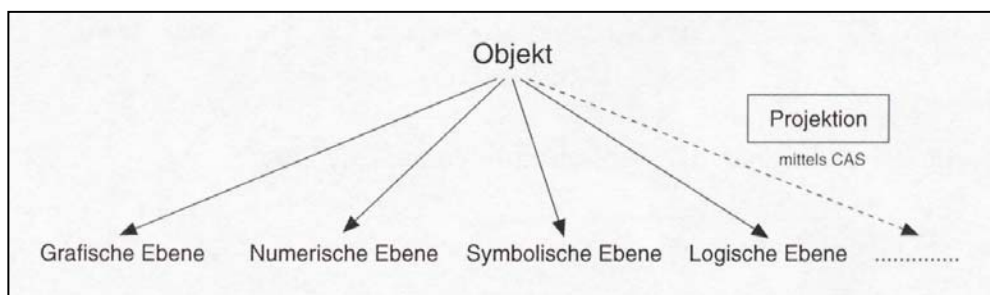 Objekt
Projektion
mittels CAS
Grafische Ebene Numerische Ebene Symbolische Ebene Logische Ebene ..............